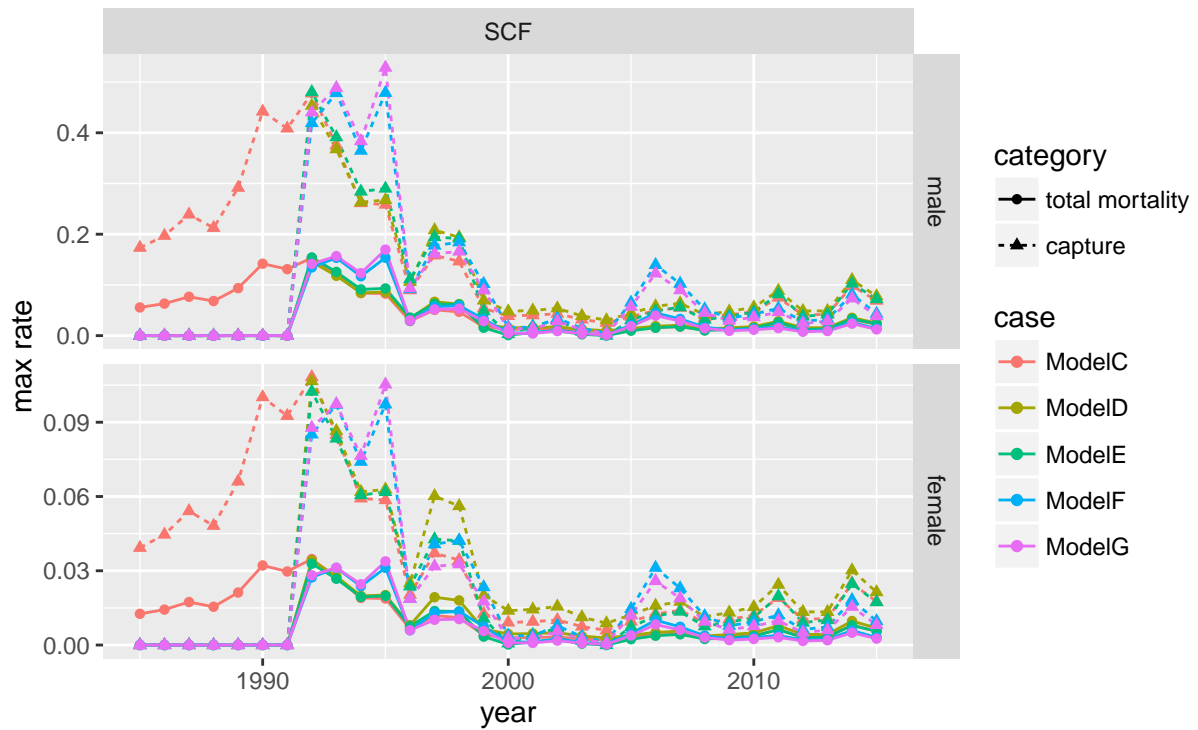 SCF
max rate
0.4
0.2
0.0
male
0.09
0.06
0.03
0.00
female
1990
2000
2010
year
category
total mortality
capture
case
ModelC
ModelD
ModelE
ModelF
ModelG